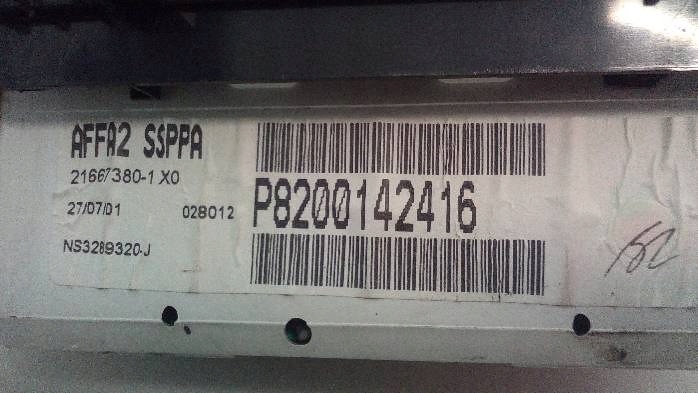 AFFA2 SSPPA
21667380-1 X0
27/07/01 028012
NS3289320-J
P8200142416